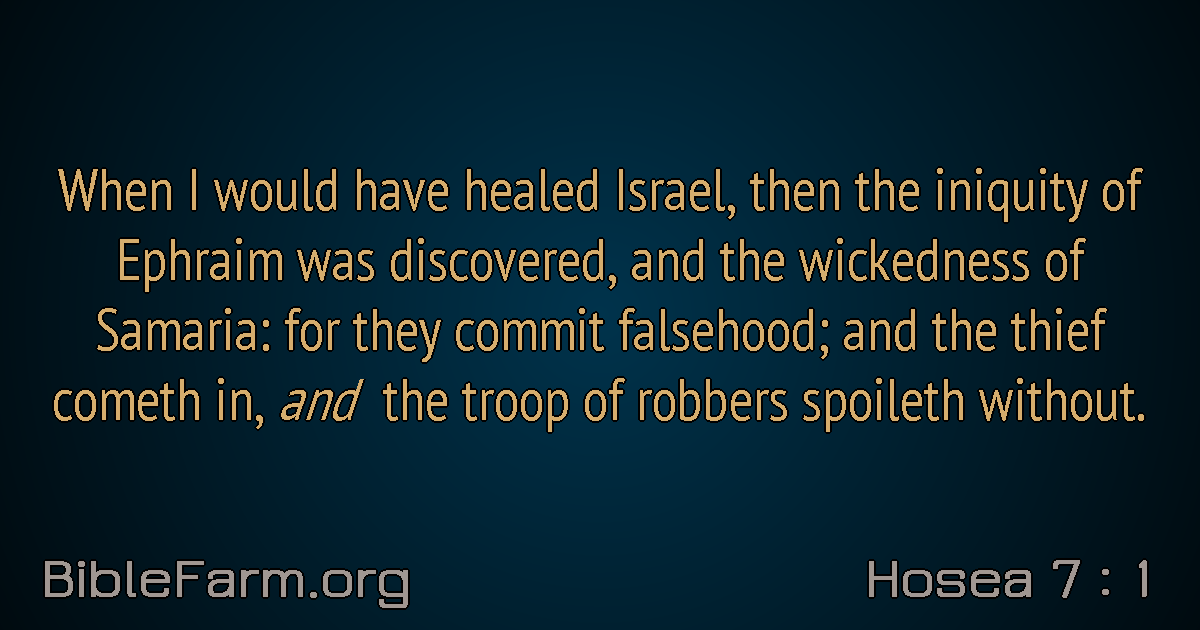 When I would have healed Israel, then the iniquity of
Ephraim was discovered, and the wickedness of
Samaria: for they commit falsehood; and the thief
cometh in, and the troop of robbers spoileth without.
BibleFarm.org
Hosea 7 : 1